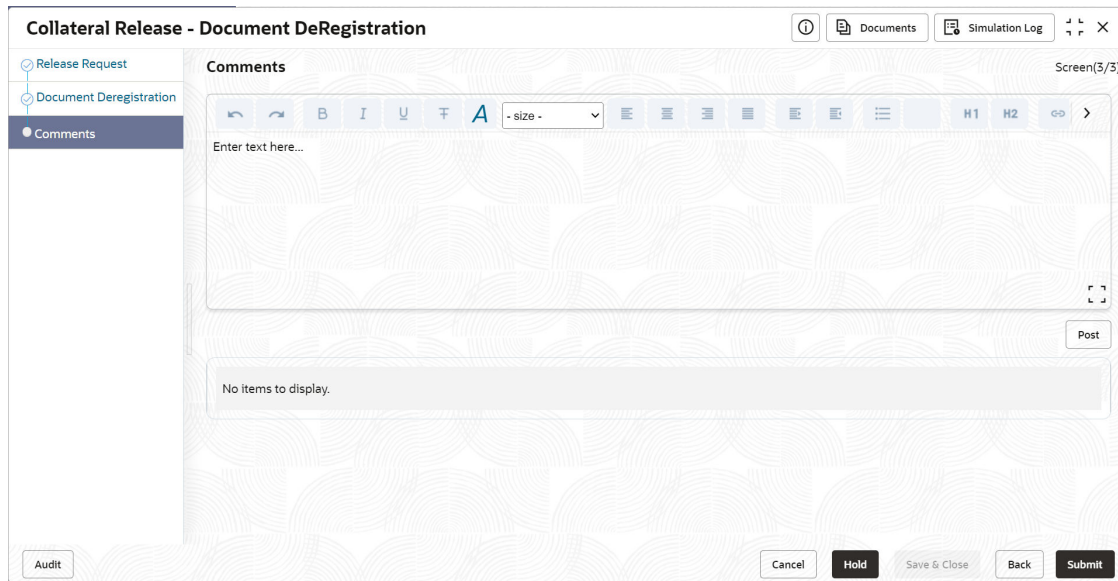 Collateral Release - Document DeRegistration
Documents
Simulation Log
Release Request
Document Deregistration
Comments
Comments
Screen(3/3)
B I U T A - size - H1 H2
Enter text here...
Post
No items to display.
Audit
Cancel
Hold
Save & Close
Back
Submit